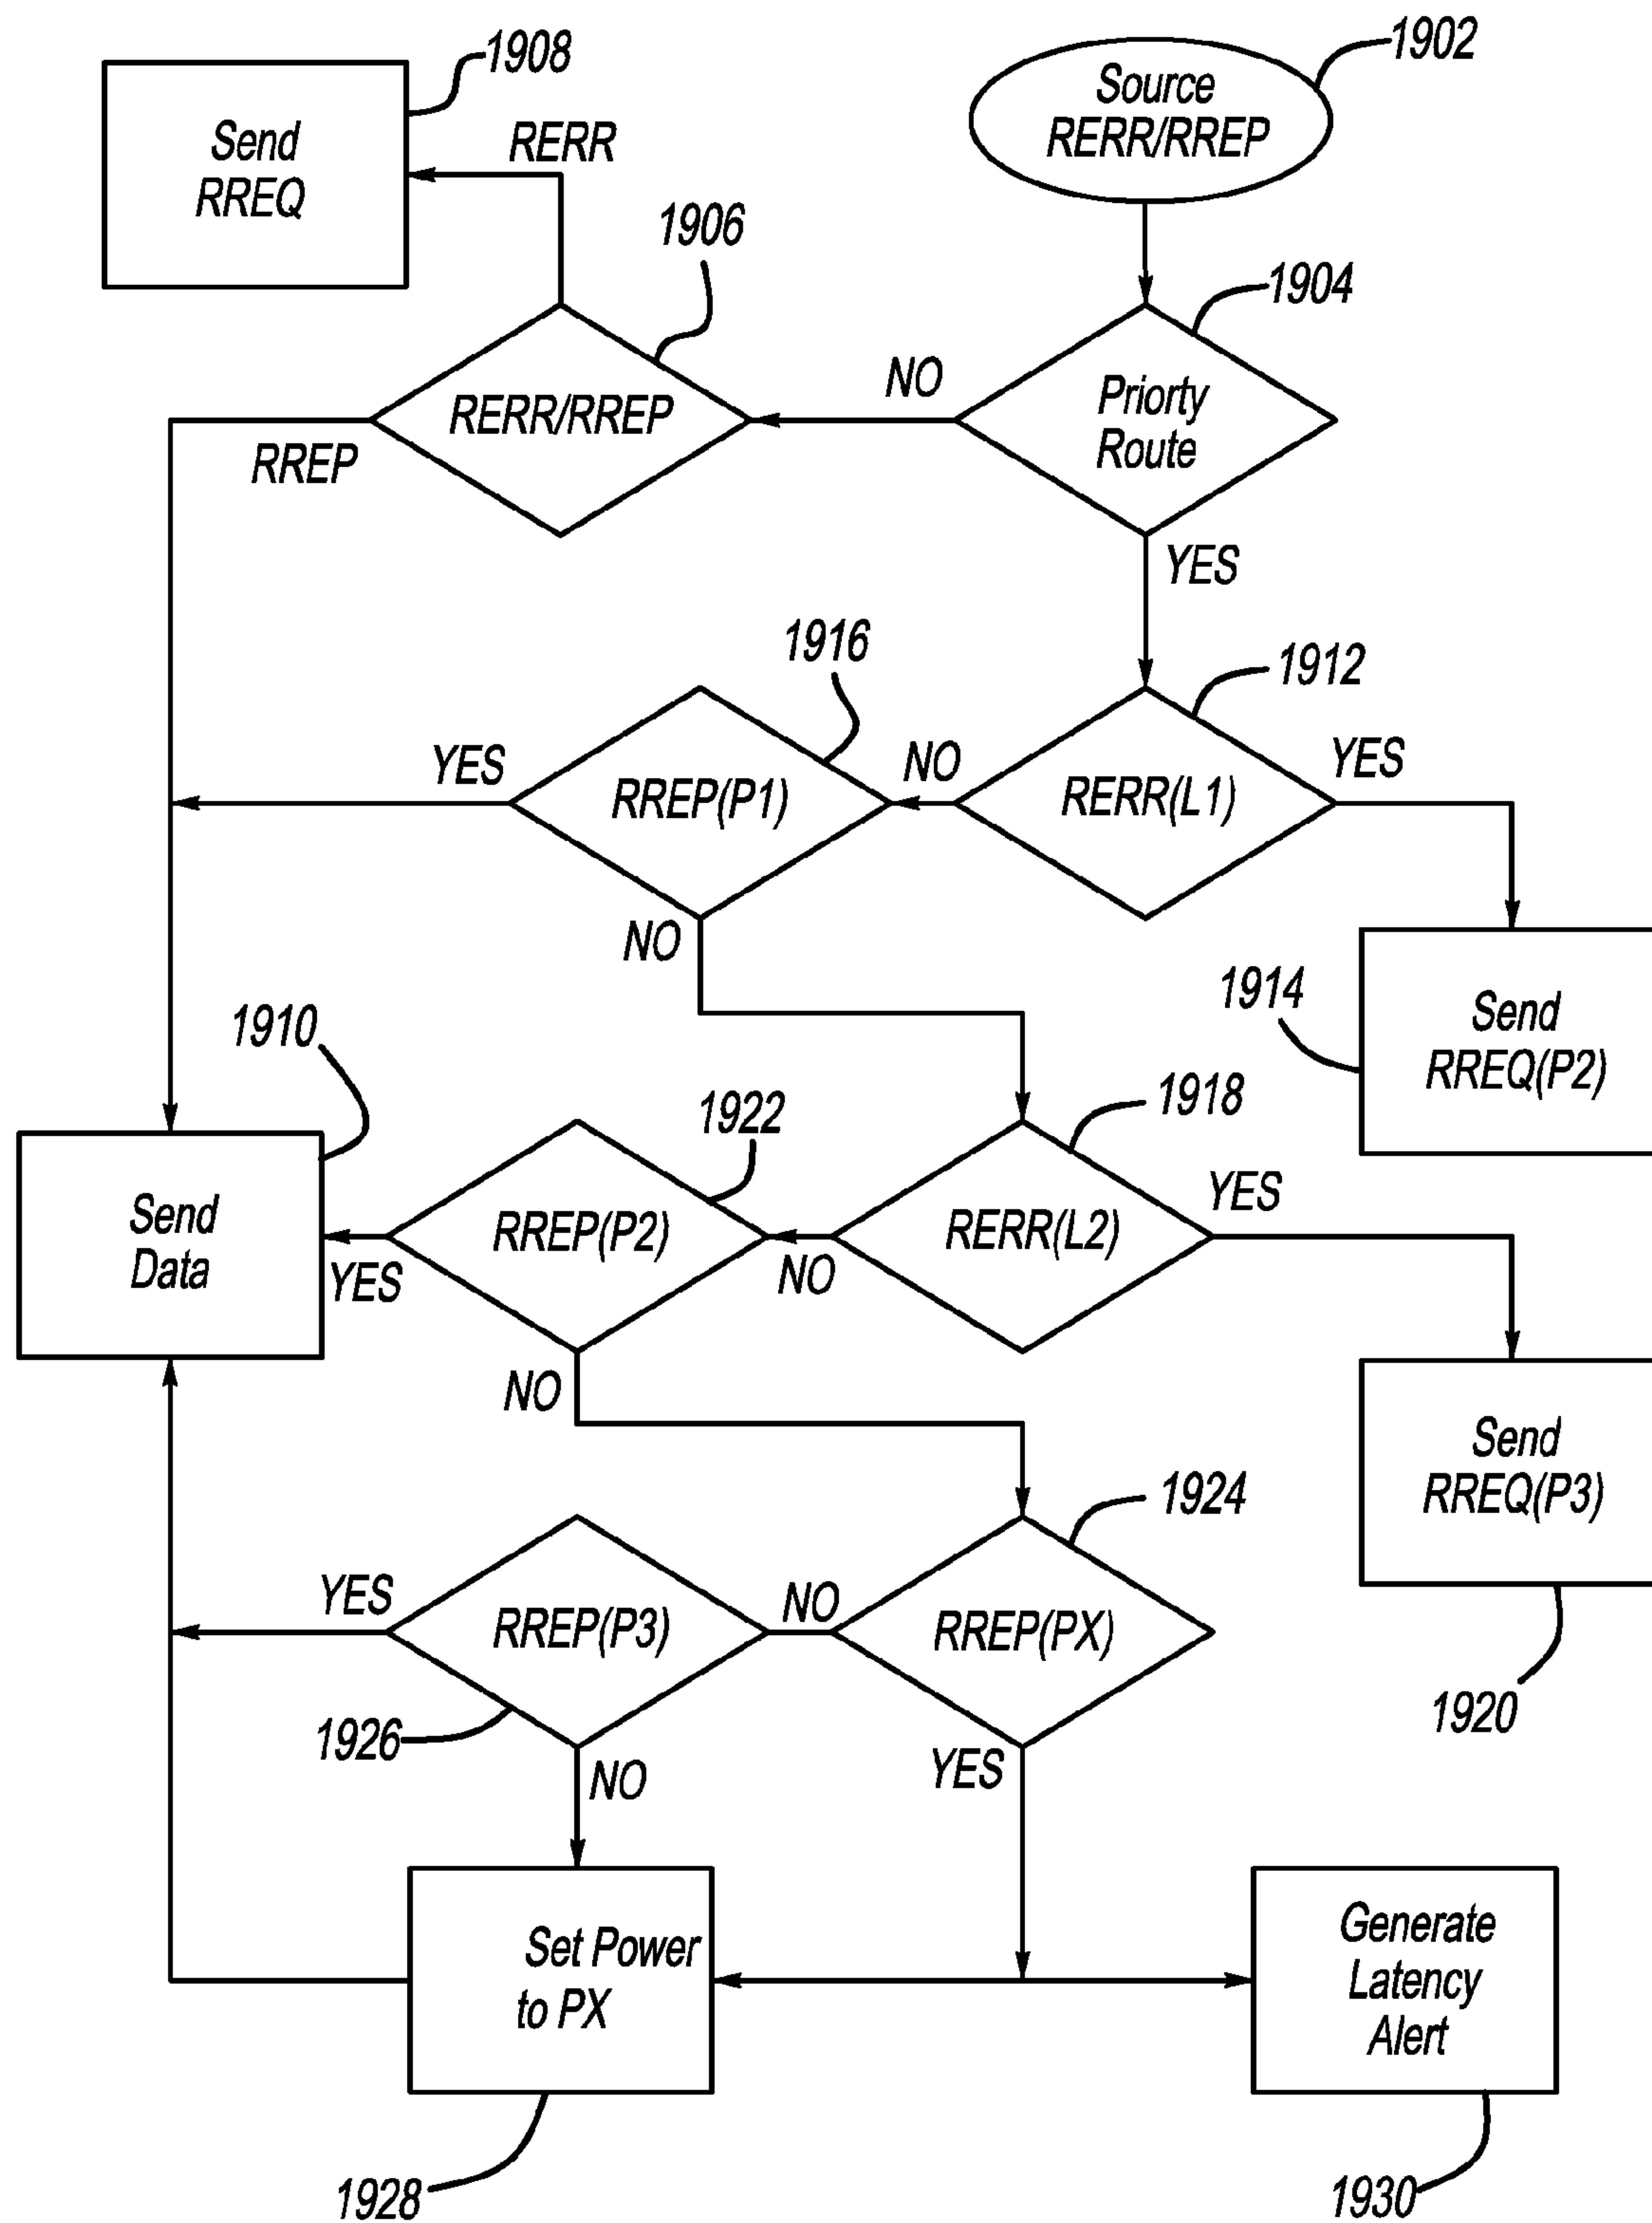 1908
1902
Source
RERR/RREP
Send
RREQ
RERR
1906
1904
NO
Priorty
Route
RERR/RREP
RREP
YES
1916
1912
YES
NO
YES
RREP(P1)
RERR(L1)
NO
1914
Send
RREQ(P2)
1910
1922
1918
YES
Send
Data
RREP(P2)
RERR(L2)
YES
NO
NO
Send
RREQ(P3)
1924
YES
NO
RREP(P3)
RREP(PX)
1920
1926
YES
NO
Set Power
to PX
Generate
Latency
Alert
1928
1930